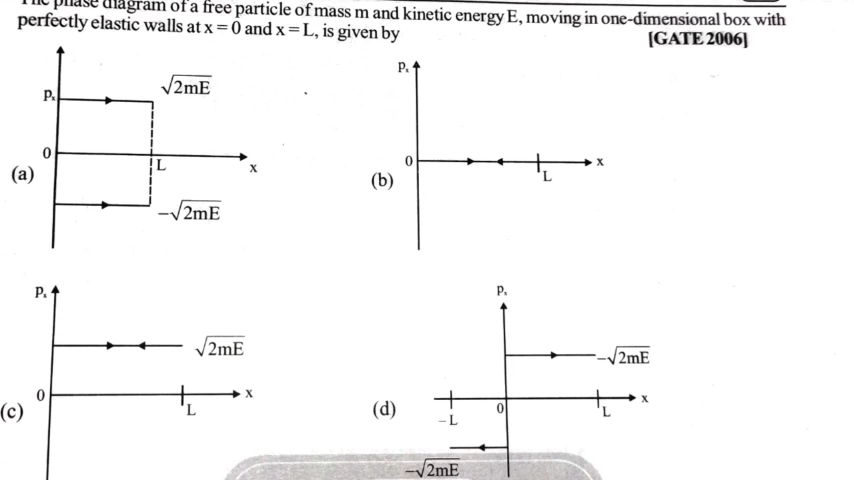 The phase diagram of a free particle of mass m and kinetic energy E, moving in one-dimensional box with
perfectly elastic walls at x = 0 and x = L, is given by
[GATE 2006]
(a)
Pₓ
0
√2mE
L
x
−√2mE
(b)
Pₓ
0
L
x
(c)
Pₓ
0
√2mE
L
x
(d)
Pₓ
−√2mE
-L
0
L
x
−√2mE